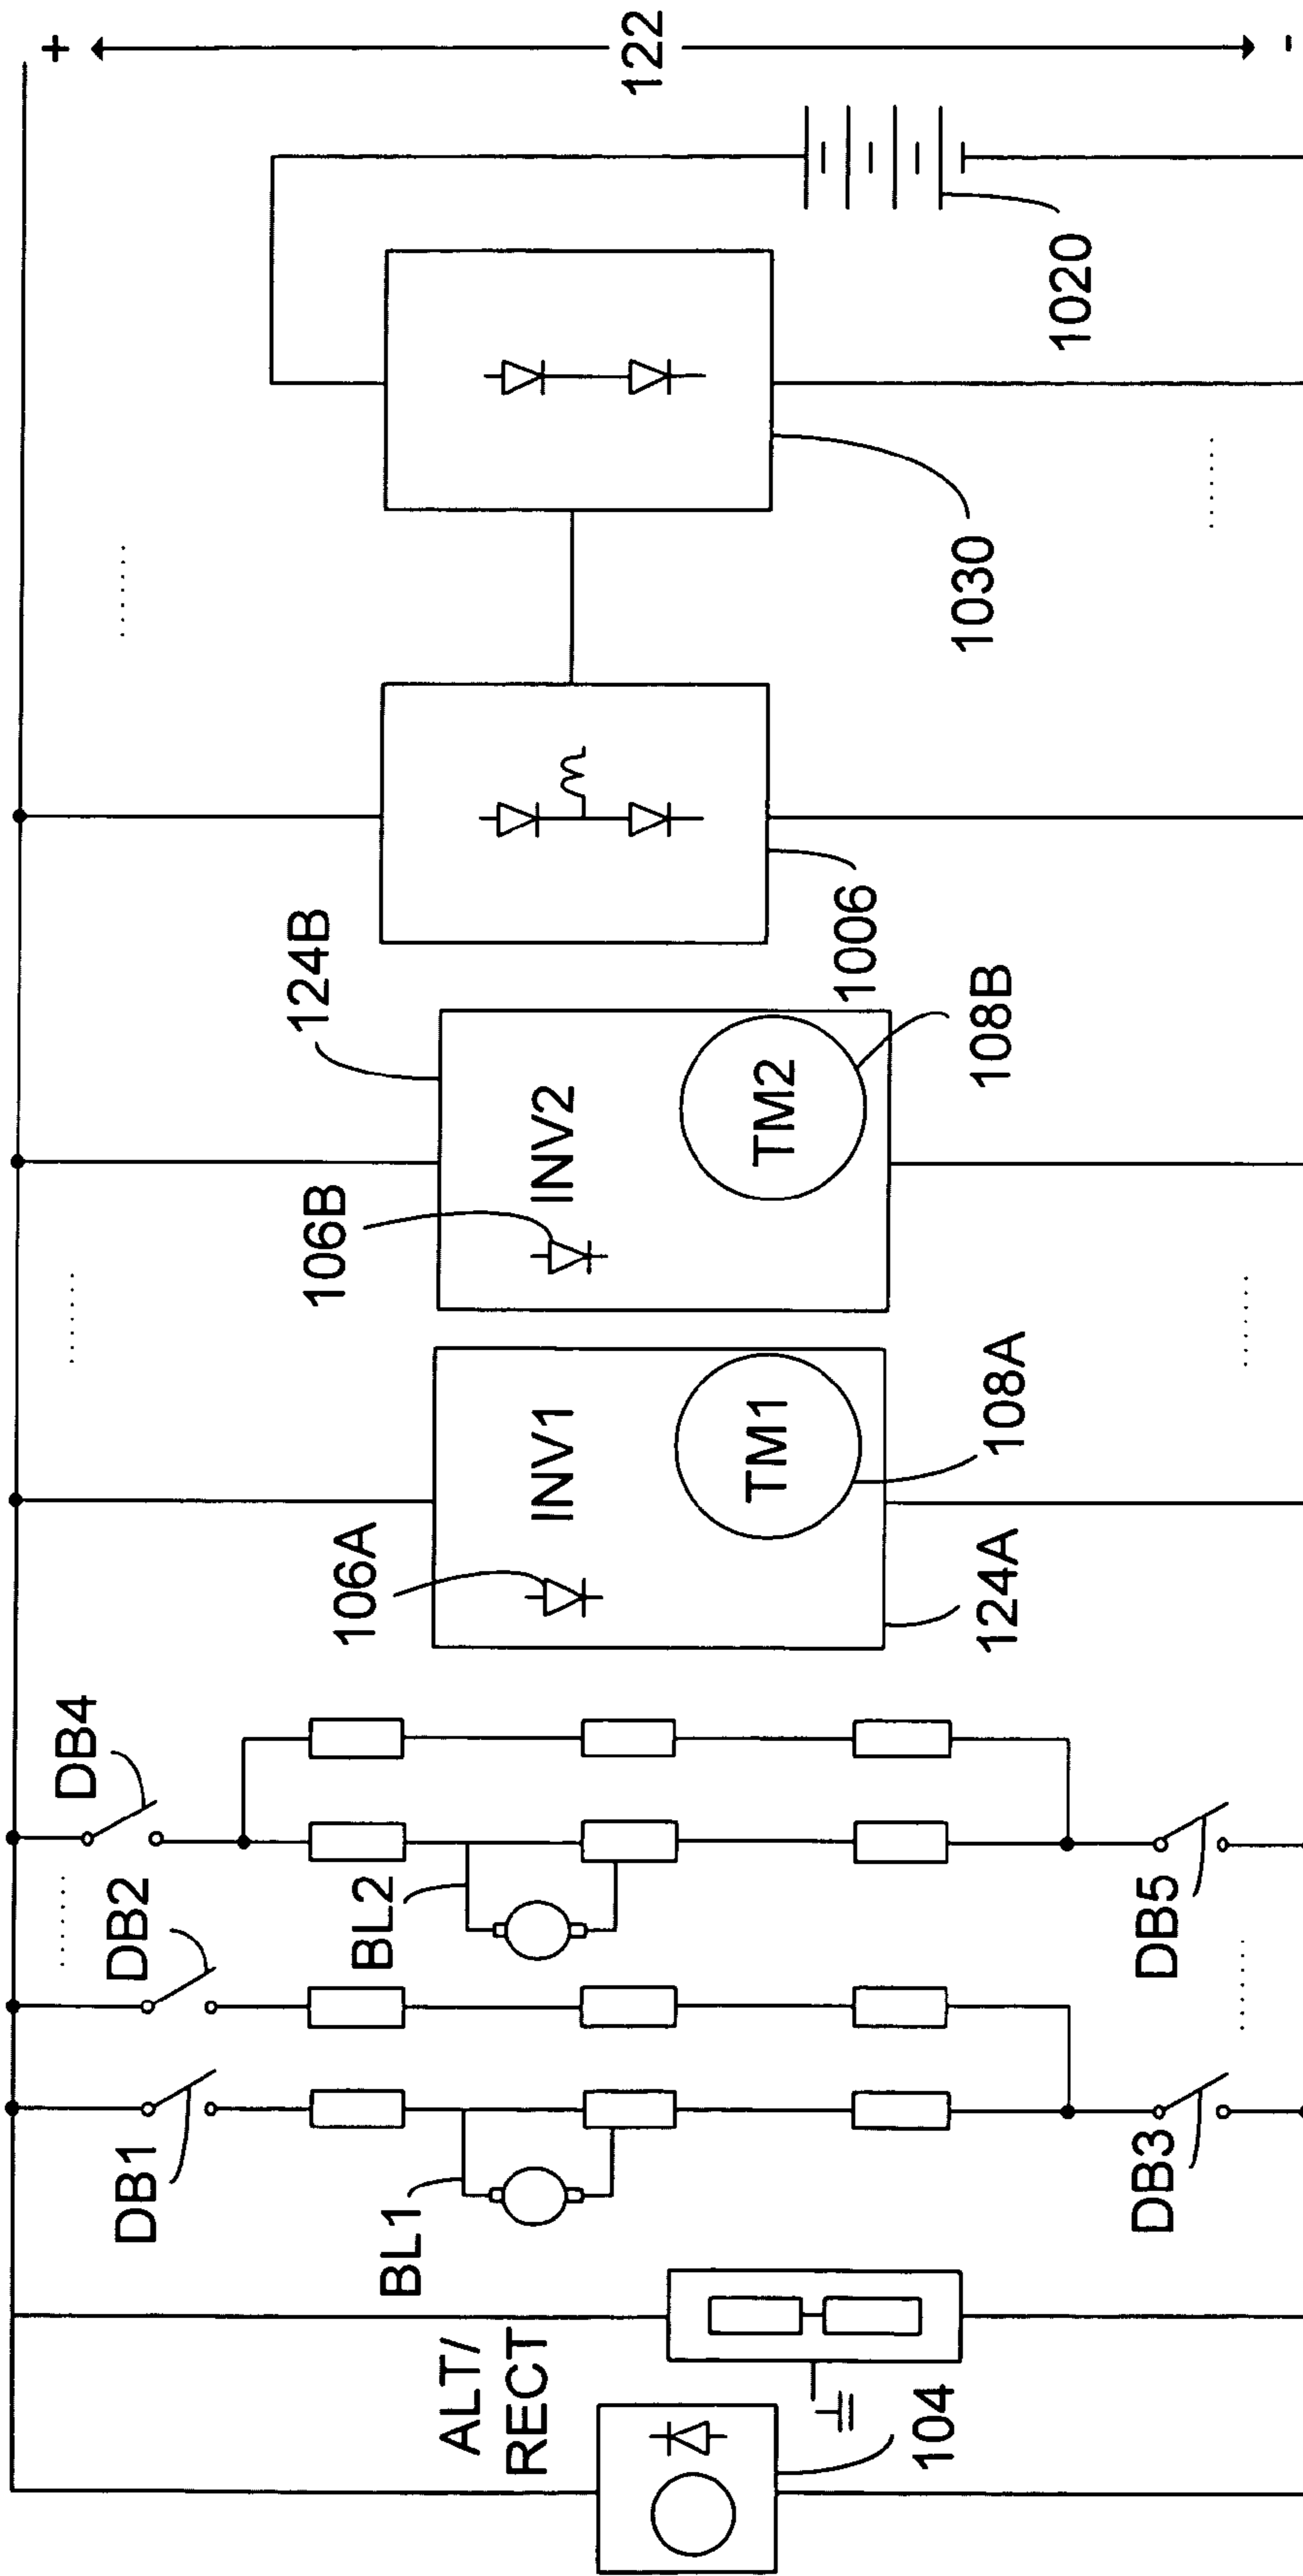 +
122
-
1020
1030
1006
124B
106B
INV2
TM2
108B
106A
INV1
TM1
108A
124A
DB4
DB2
BL2
DB5
DB1
BL1
DB3
ALT/
RECT
104